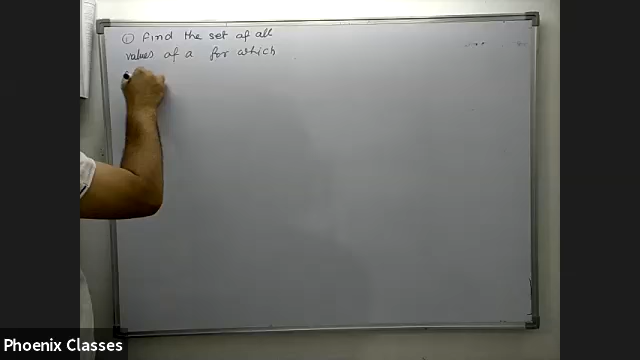 ① Find the set of all
values of a for which
Phoenix Classes